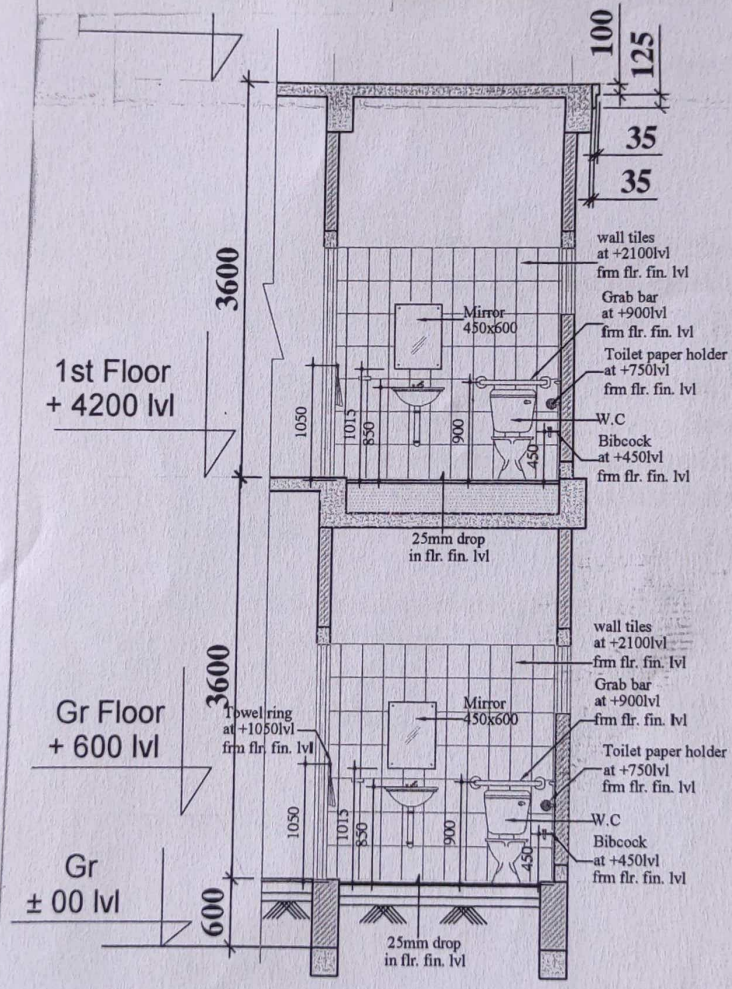 100
125
35
35
3600
wall tiles
at +2100lvl
frm flr. fin. lvl
Grab bar
at +900lvl
frm flr. fin. lvl
Mirror
450x600
Toilet paper holder
at +750lvl
frm flr. fin. lvl
1st Floor
+ 4200 lvl
W.C
Bibcock
at +450lvl
frm flr. fin. lvl
1050
1015
850
900
450
25mm drop
in flr. fin. lvl
3600
wall tiles
at +2100lvl
frm flr. fin. lvl
Grab bar
at +900lvl
frm flr. fin. lvl
Mirror
450x600
Towel ring
at +1050lvl
frm flr. fin. lvl
Gr Floor
+ 600 lvl
Toilet paper holder
at +750lvl
frm flr. fin. lvl
W.C
Bibcock
at +450lvl
frm flr. fin. lvl
1050
1015
850
900
450
Gr
± 00 lvl
600
25mm drop
in flr. fin. lvl